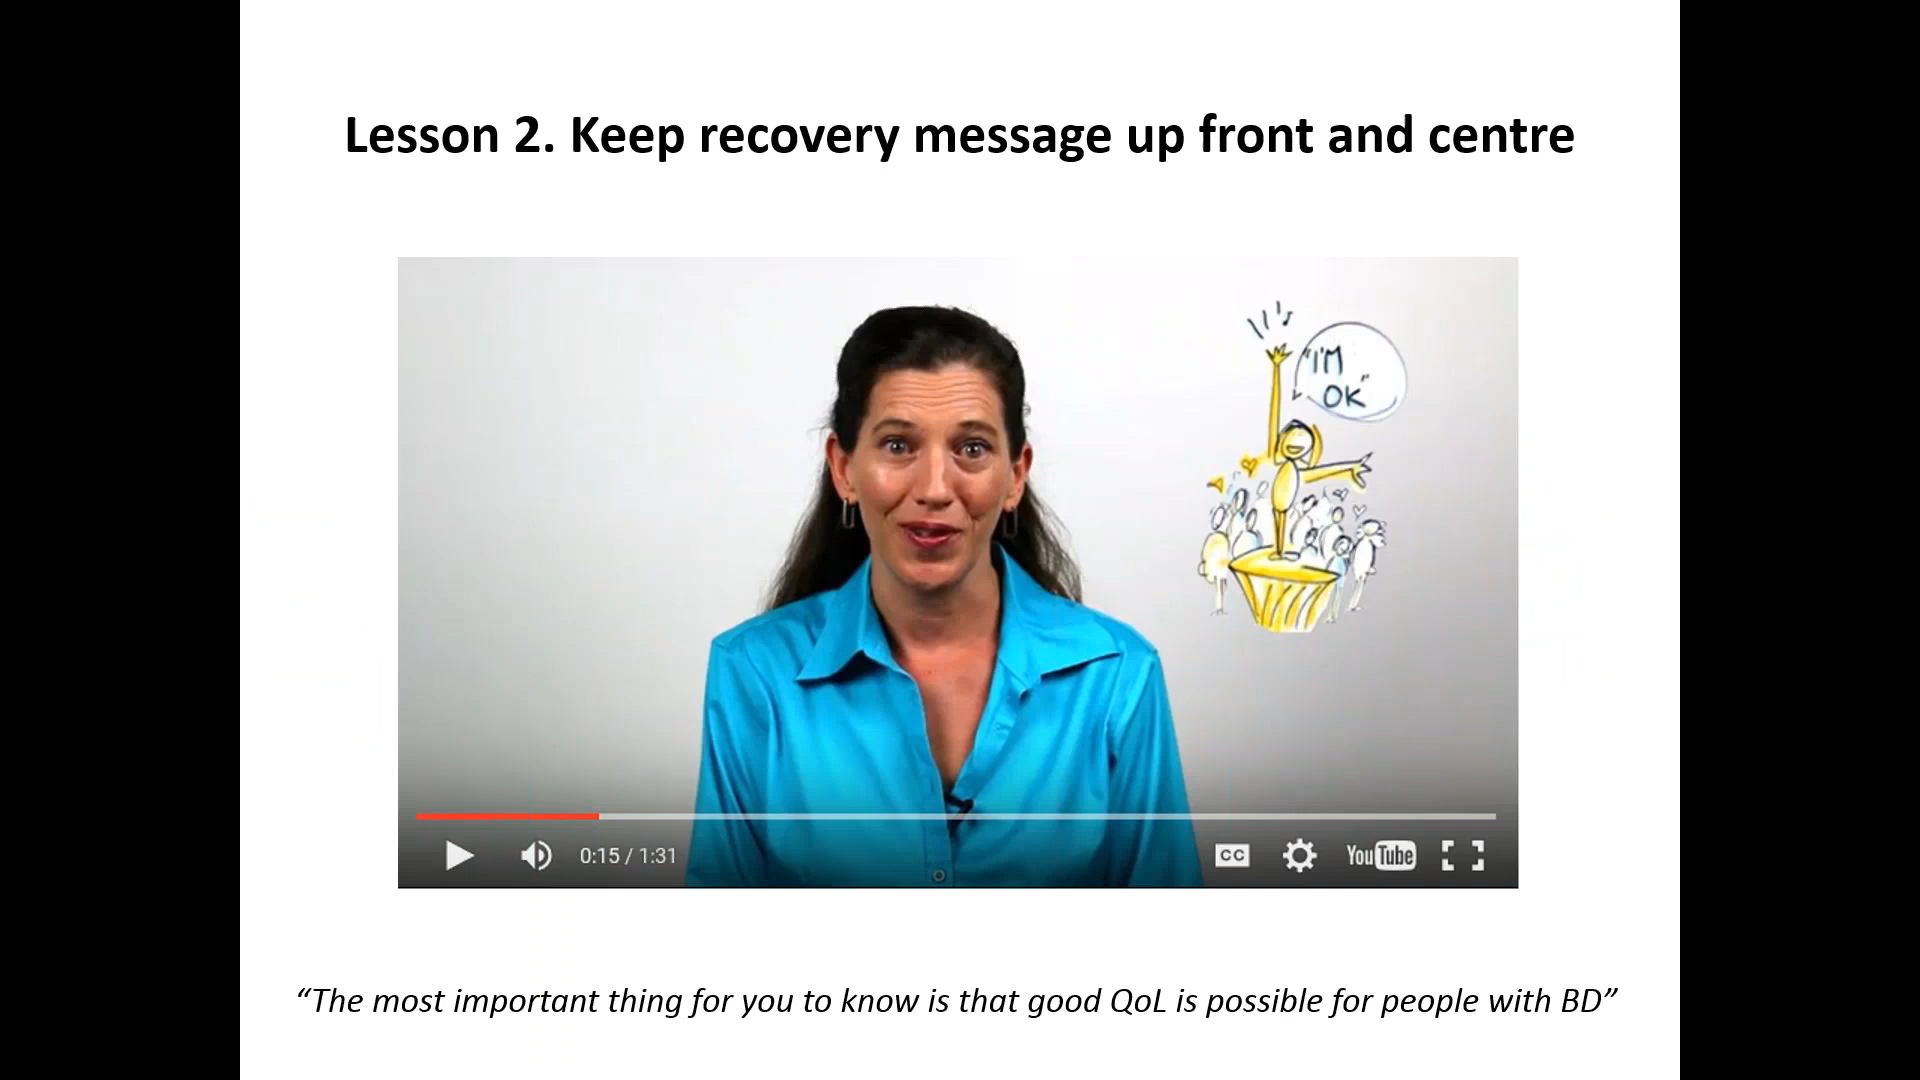 Lesson 2. Keep recovery message up front and centre
"I'M
OK"
0:15 / 1:31
CC
YouTube
“The most important thing for you to know is that good QoL is possible for people with BD”